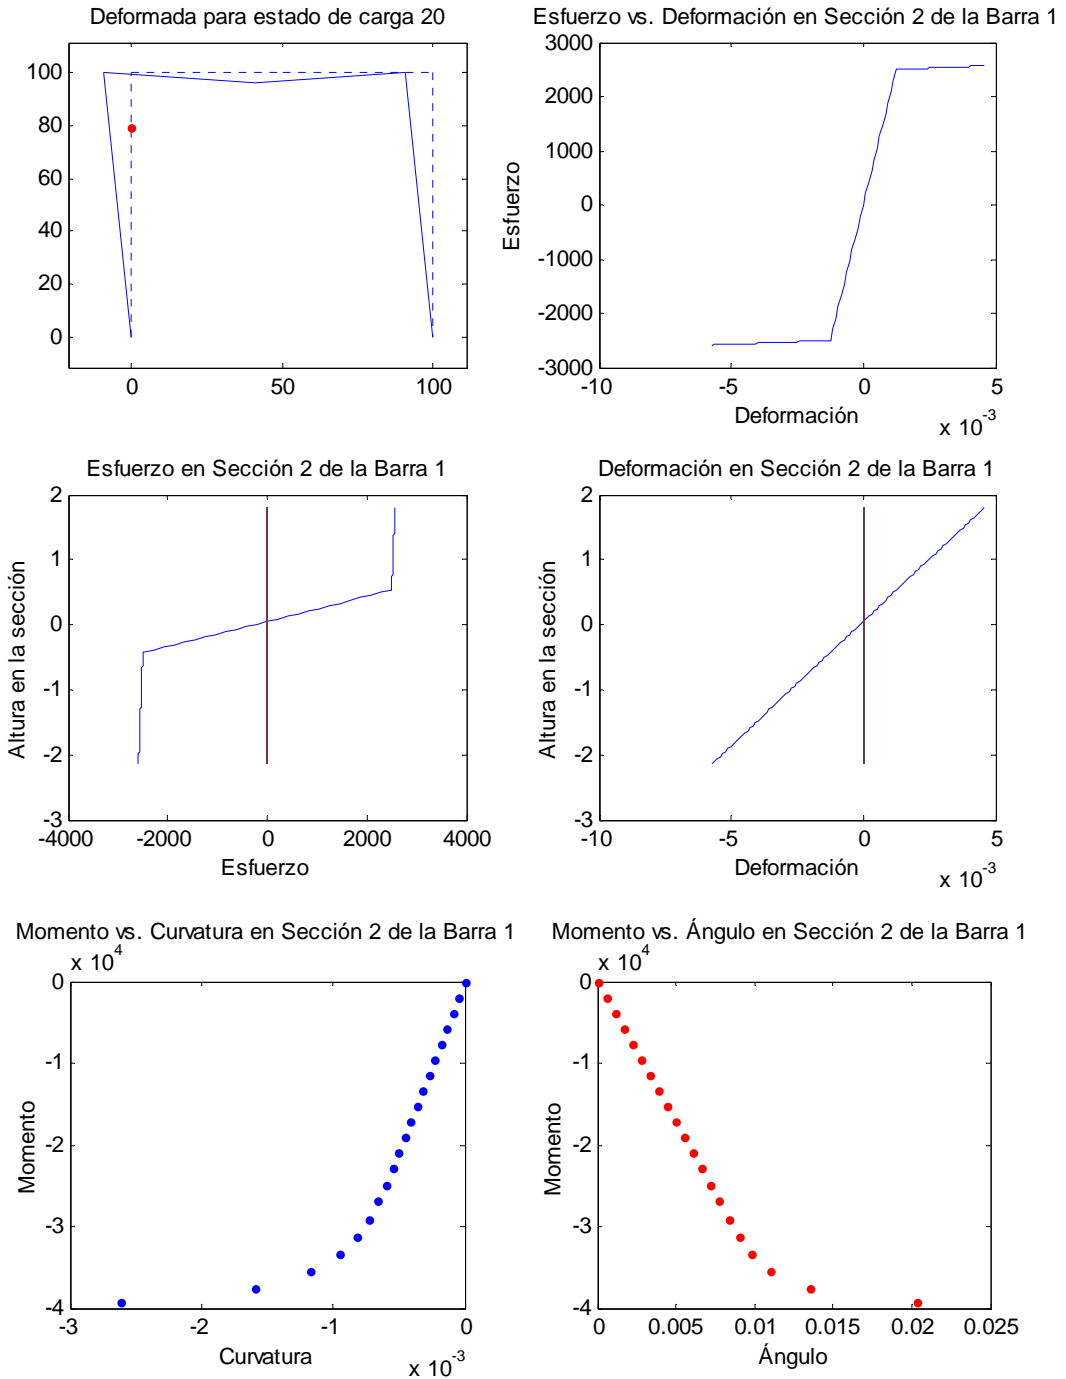 Deformada para estado de carga 20
100
80
60
40
20
0
0 50 100
Esfuerzo vs. Deformación en Sección 2 de la Barra 1
3000
2000
1000
0
-1000
-2000
-3000
-10 -5 0 5
Esfuerzo
Deformación
x 10-3
Esfuerzo en Sección 2 de la Barra 1
2
1
0
-1
-2
-3
-4000 -2000 0 2000 4000
Altura en la sección
Esfuerzo
Deformación en Sección 2 de la Barra 1
2
1
0
-1
-2
-3
-10 -5 0 5
Altura en la sección
Deformación
x 10-3
Momento vs. Curvatura en Sección 2 de la Barra 1
x 104
0
-1
-2
-3
-4
-3 -2 -1 0
Momento
Curvatura
x 10-3
Momento vs. Ángulo en Sección 2 de la Barra 1
x 104
0
-1
-2
-3
-4
0 0.005 0.01 0.015 0.02 0.025
Momento
Ángulo